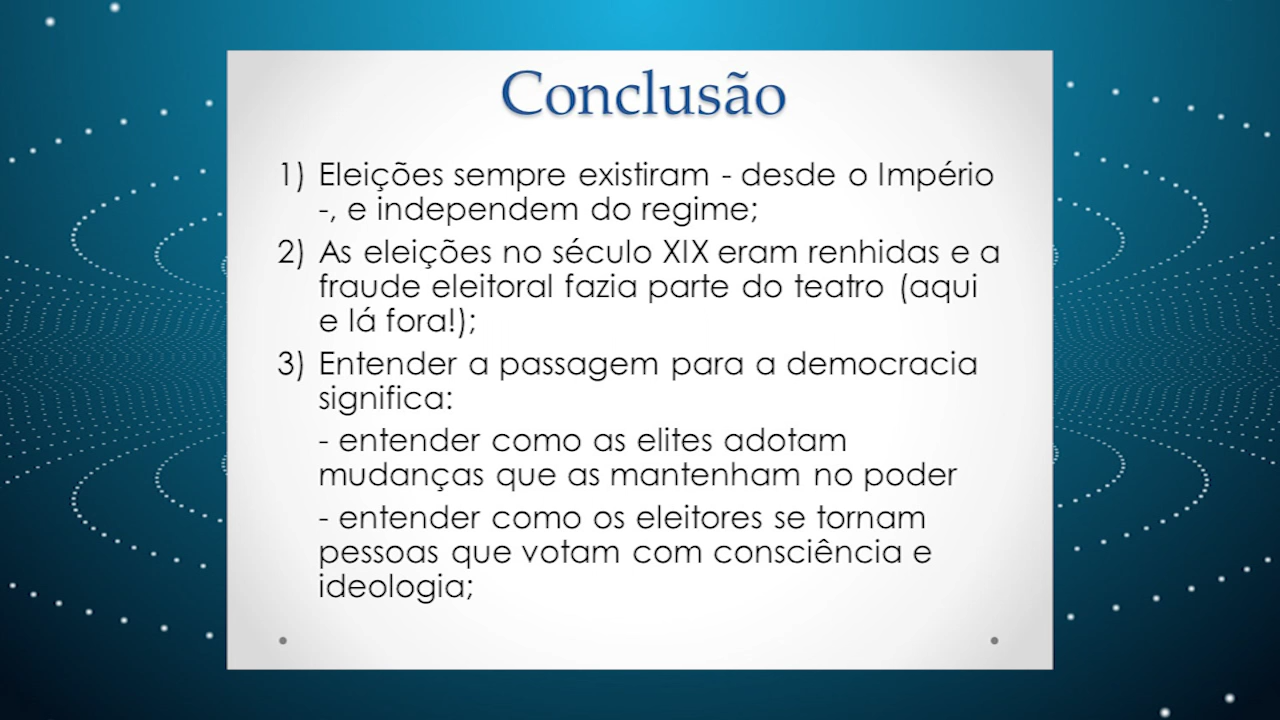 Conclusão
1) Eleições sempre existiram - desde o Império
-, e independem do regime;
2) As eleições no século XIX eram renhidas e a
fraude eleitoral fazia parte do teatro (aqui
e lá fora!);
3) Entender a passagem para a democracia
significa:
- entender como as elites adotam
mudanças que as mantenham no poder
- entender como os eleitores se tornam
pessoas que votam com consciência e
ideologia;